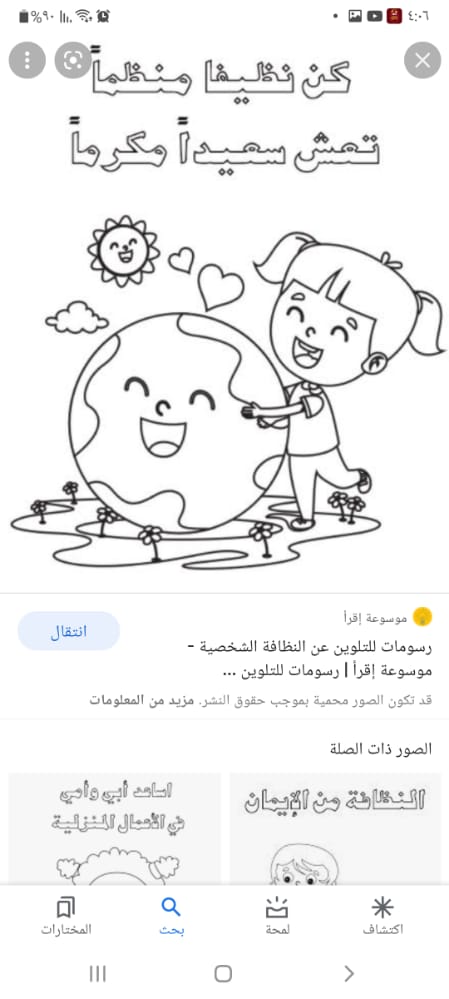 ٤:٠٦
%٩٠
كن نظيفا منظماً
تعش سعيداً مكرماً
موسوعة إقرأ
انتقال
رسومات للتلوين عن النظافة الشخصية -
موسوعة إقرأ | رسومات للتلوين ...
قد تكون الصور محمية بموجب حقوق النشر. مزيد من المعلومات
الصور ذات الصلة
النظافة من الإيمان
اساعد أبي وأمي
في الأعمال المنزلية
اكتشاف
لمحة
بحث
المختارات